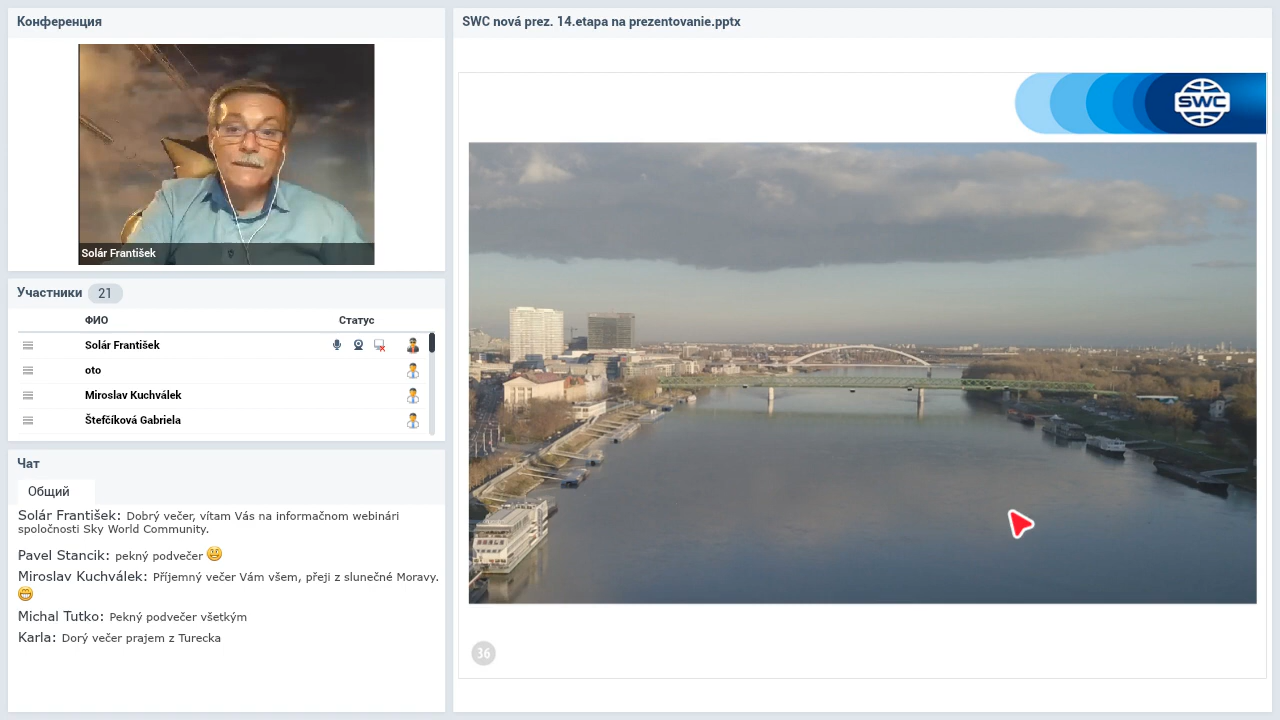 Конференция
Solár František
Участники 21
ФИО Статус
Solár František
oto
Miroslav Kuchválek
Štefčíková Gabriela
Чат
Общий
Solár František: Dobrý večer, vítam Vás na informačnom webinári
spoločnosti Sky World Community.
Pavel Stancik: pekný podvečer
Miroslav Kuchválek: Příjemný večer Vám všem, přeji z slunečné Moravy.
Michal Tutko: Pekný podvečer všetkým
Karla: Dorý večer prajem z Turecka
SWC nová prez. 14.etapa na prezentovanie.pptx
SWC
36